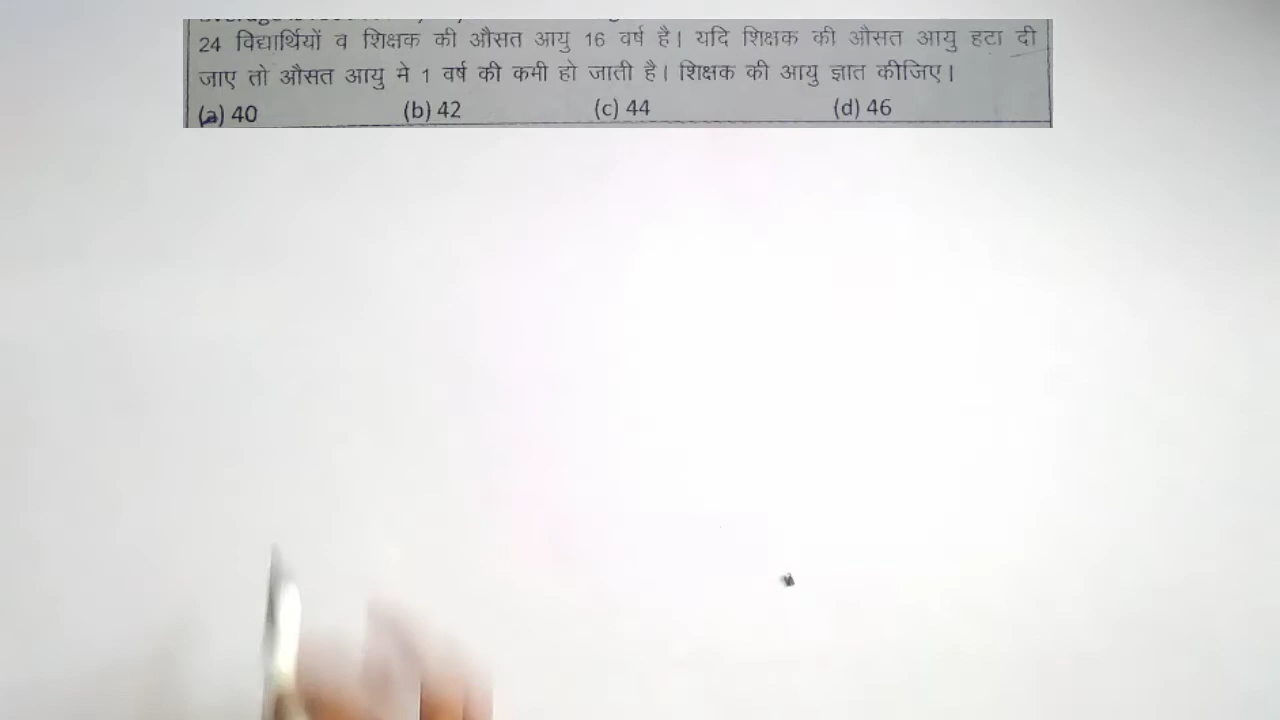 24 विद्यार्थियों व शिक्षक की औसत आयु 16 वर्ष है। यदि शिक्षक की औसत आयु हटा दी
जाए तो औसत आयु मे 1 वर्ष की कमी हो जाती है। शिक्षक की आयु ज्ञात कीजिए।
(a) 40 (b) 42 (c) 44 (d) 46